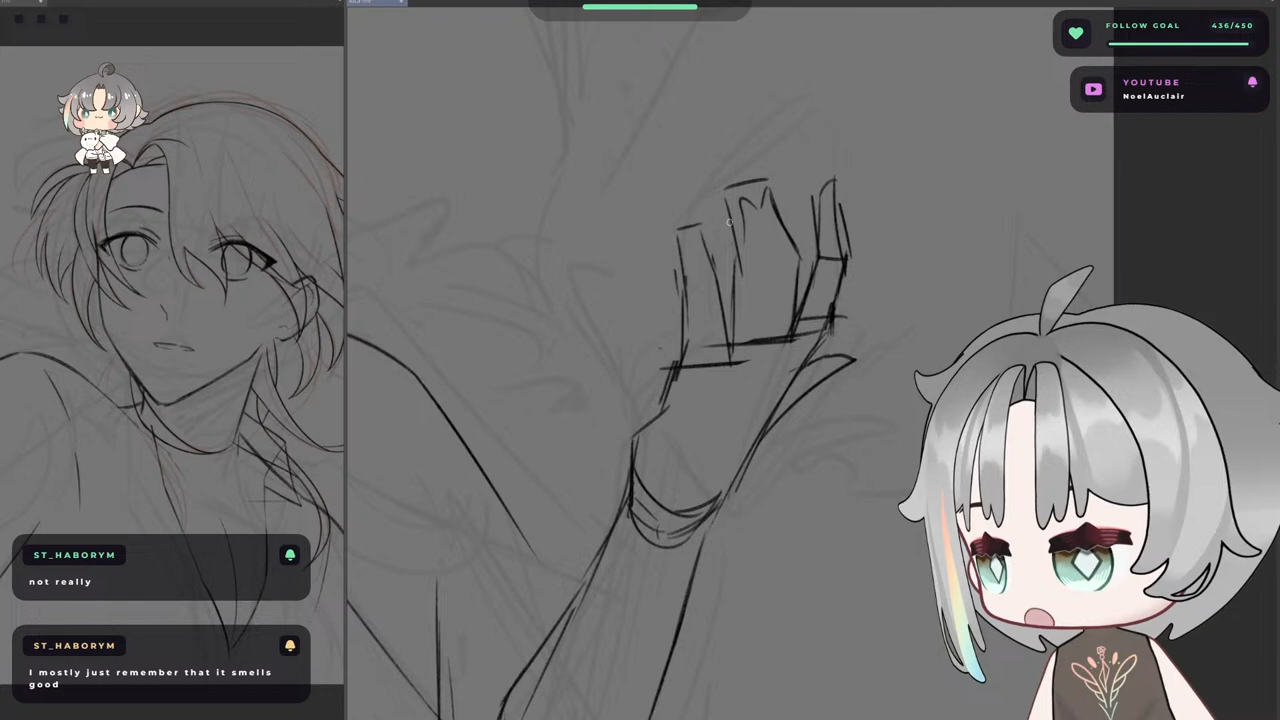 FOLLOW GOAL 436/450
YOUTUBE
NoelAuclair
ST_HABORYM
not really
ST_HABORYM
I mostly just remember that it smells
good